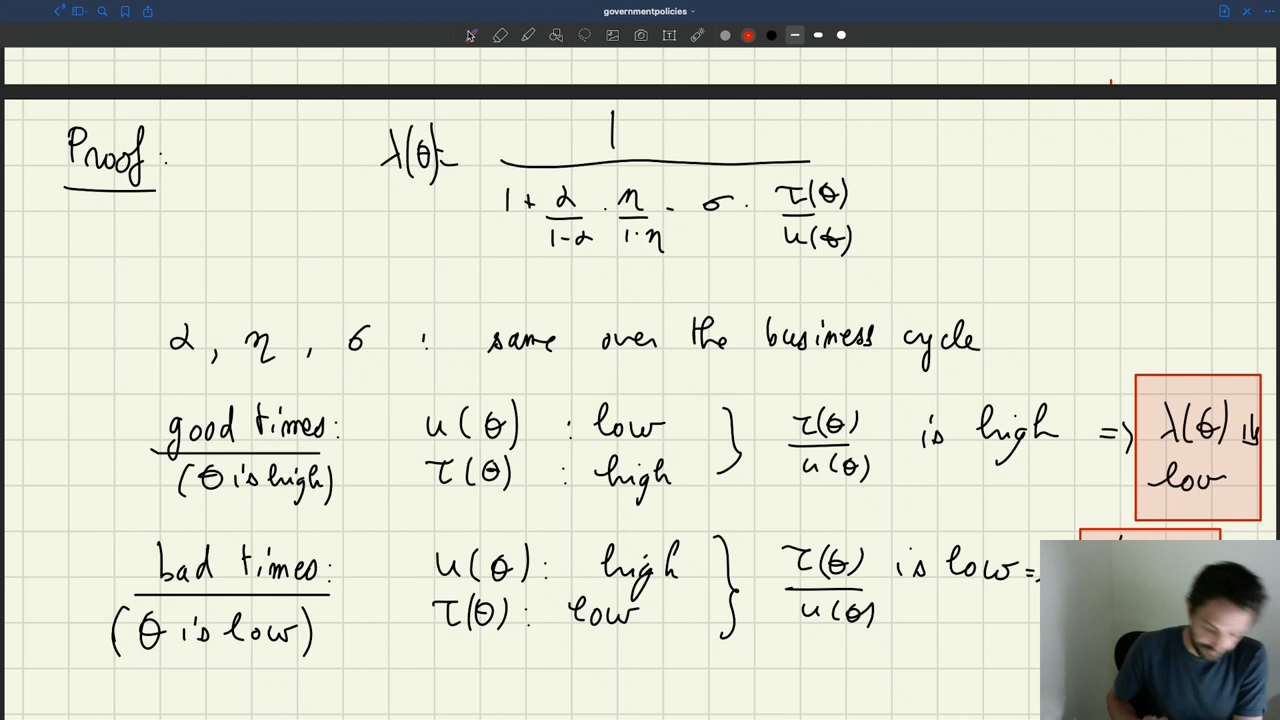 governmentpolicies
Proof:
λ(θ) = 1 / (1 + α/(1-α) · η/(1-η) · σ · τ(θ)/u(θ))
α, η, σ : same over the business cycle
good times: u(θ) : low } τ(θ)/u(θ) is high => λ(θ) is low
(θ is high) τ(θ) : high
bad times: u(θ): high } τ(θ)/u(θ) is low =
(θ is low) τ(θ): low